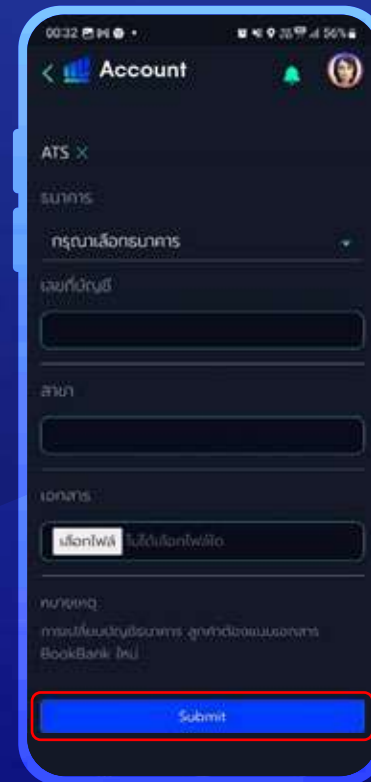 00:32
56%
Account
ATS ×
ธนาคาร
กรุณาเลือกธนาคาร
เลขที่บัญชี
สาขา
เอกสาร
เลือกไฟล์ ไม่ได้เลือกไฟล์ใด
หมายเหตุ
การเปลี่ยนบัญชีธนาคาร ลูกค้าต้องแนบเอกสาร
BookBank ใหม่
Submit